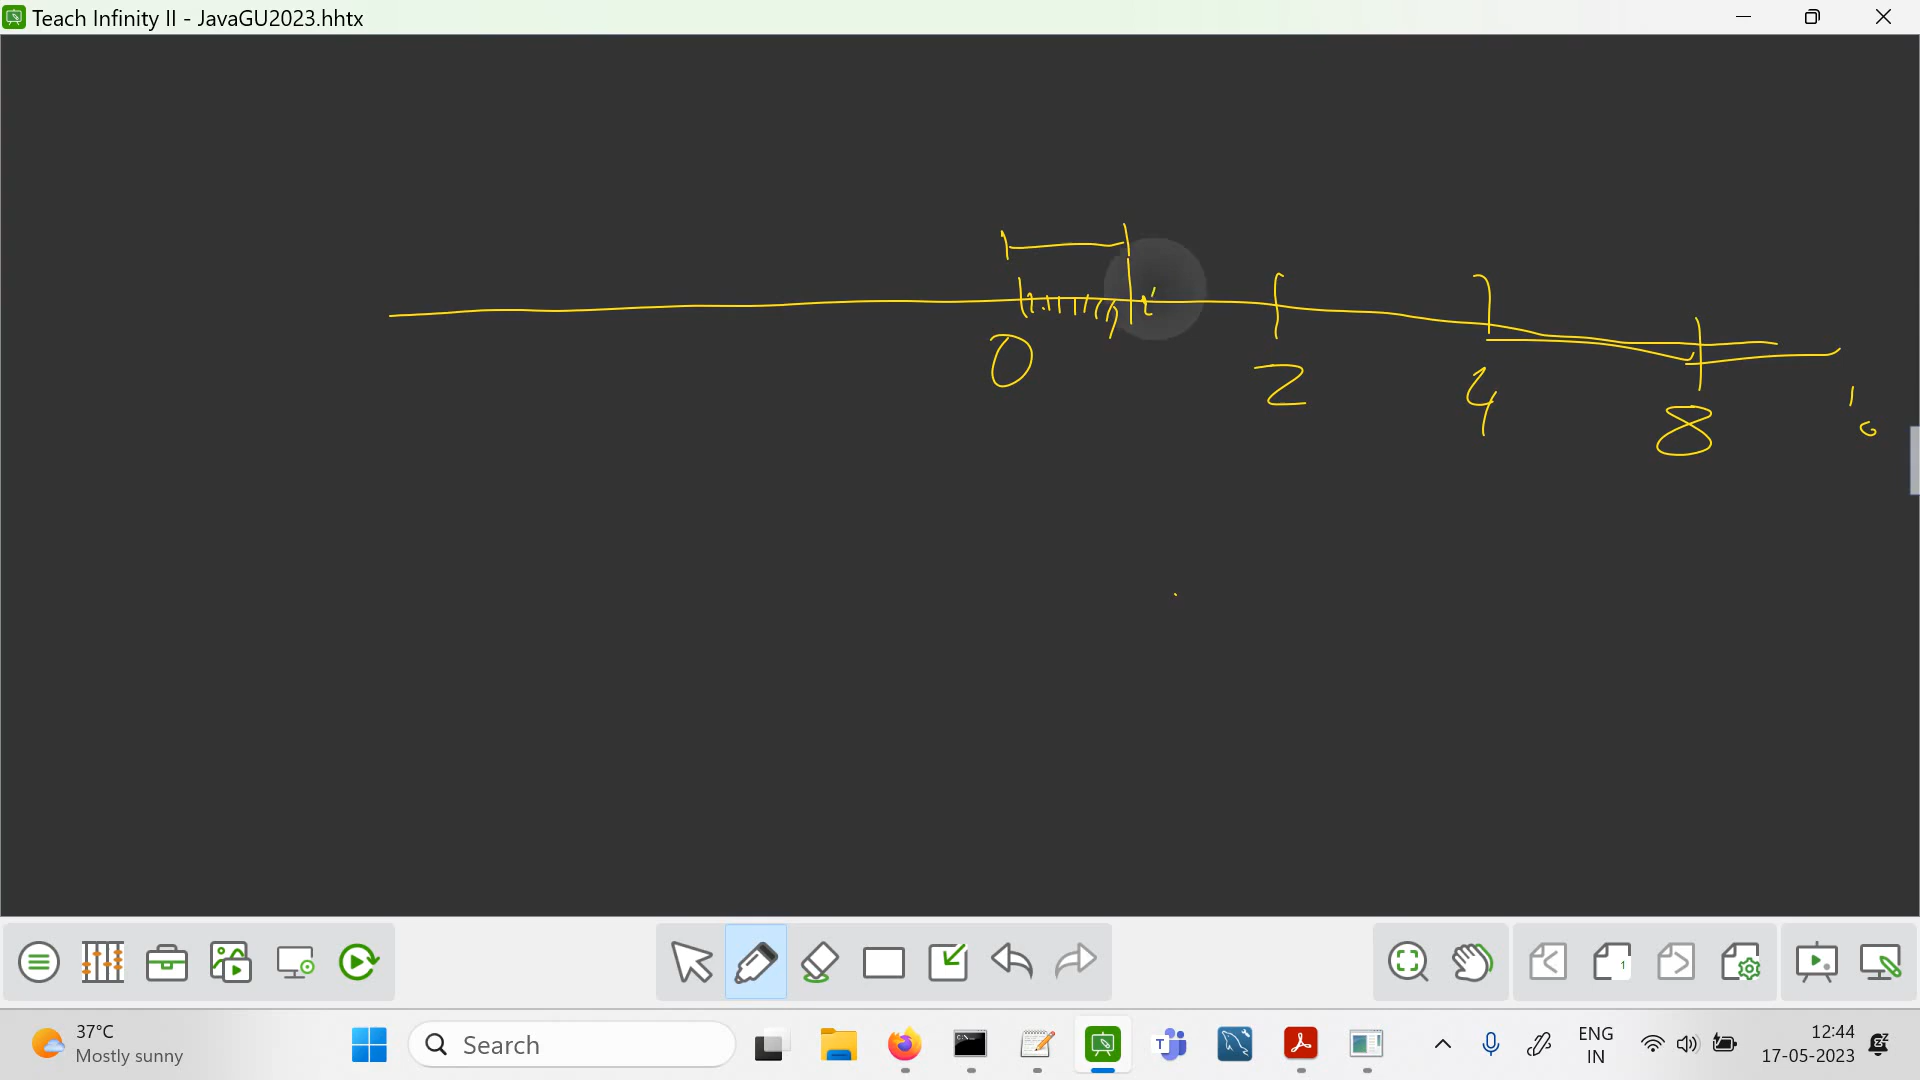 Teach Infinity II - JavaGU2023.hhtx
0
2
4
8
1
37°C
Mostly sunny
Search
ENG
IN
12:44
17-05-2023